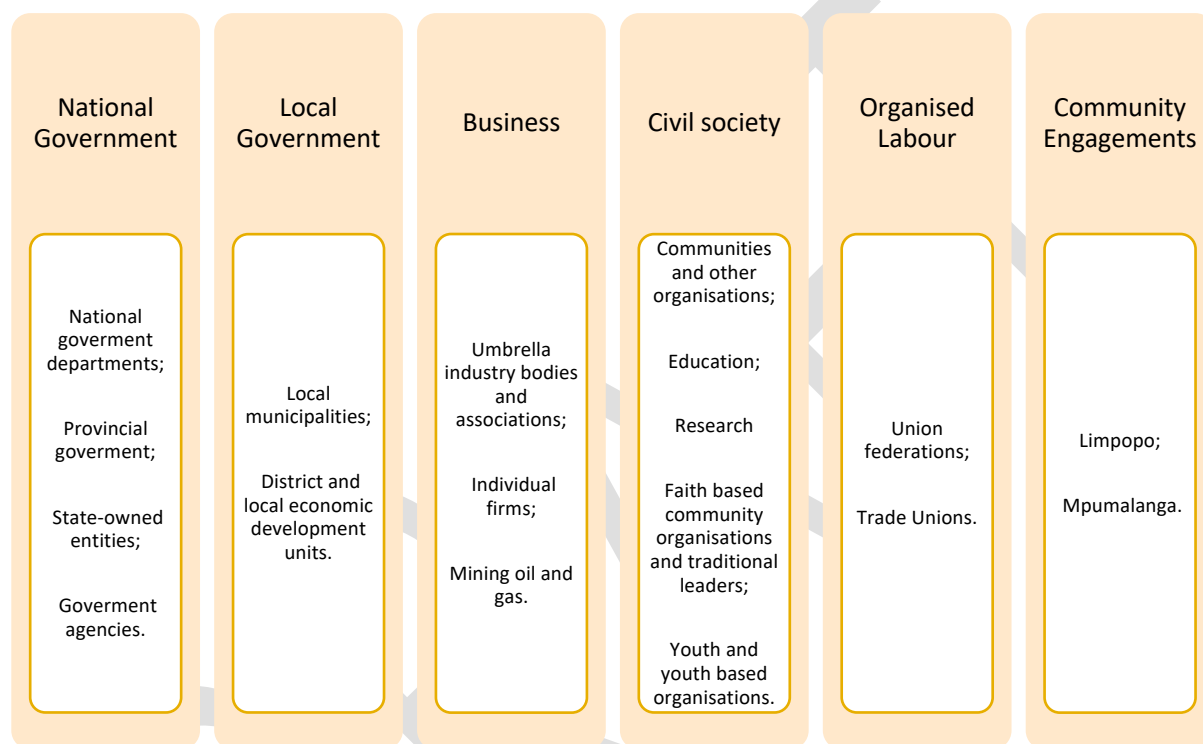 National
Government
National
goverment
departments;
Provincial
goverment;
State-owned
entities;
Goverment
agencies.
Local
Government
Local
municipalities;
District and
local economic
development
units.
Business
Umbrella
industry bodies
and
associations;
Individual
firms;
Mining oil and
gas.
Civil society
Communities
and other
organisations;
Education;
Research
Faith based
community
organisations
and traditional
leaders;
Youth and
youth based
organisations.
Organised
Labour
Union
federations;
Trade Unions.
Community
Engagements
Limpopo;
Mpumalanga.